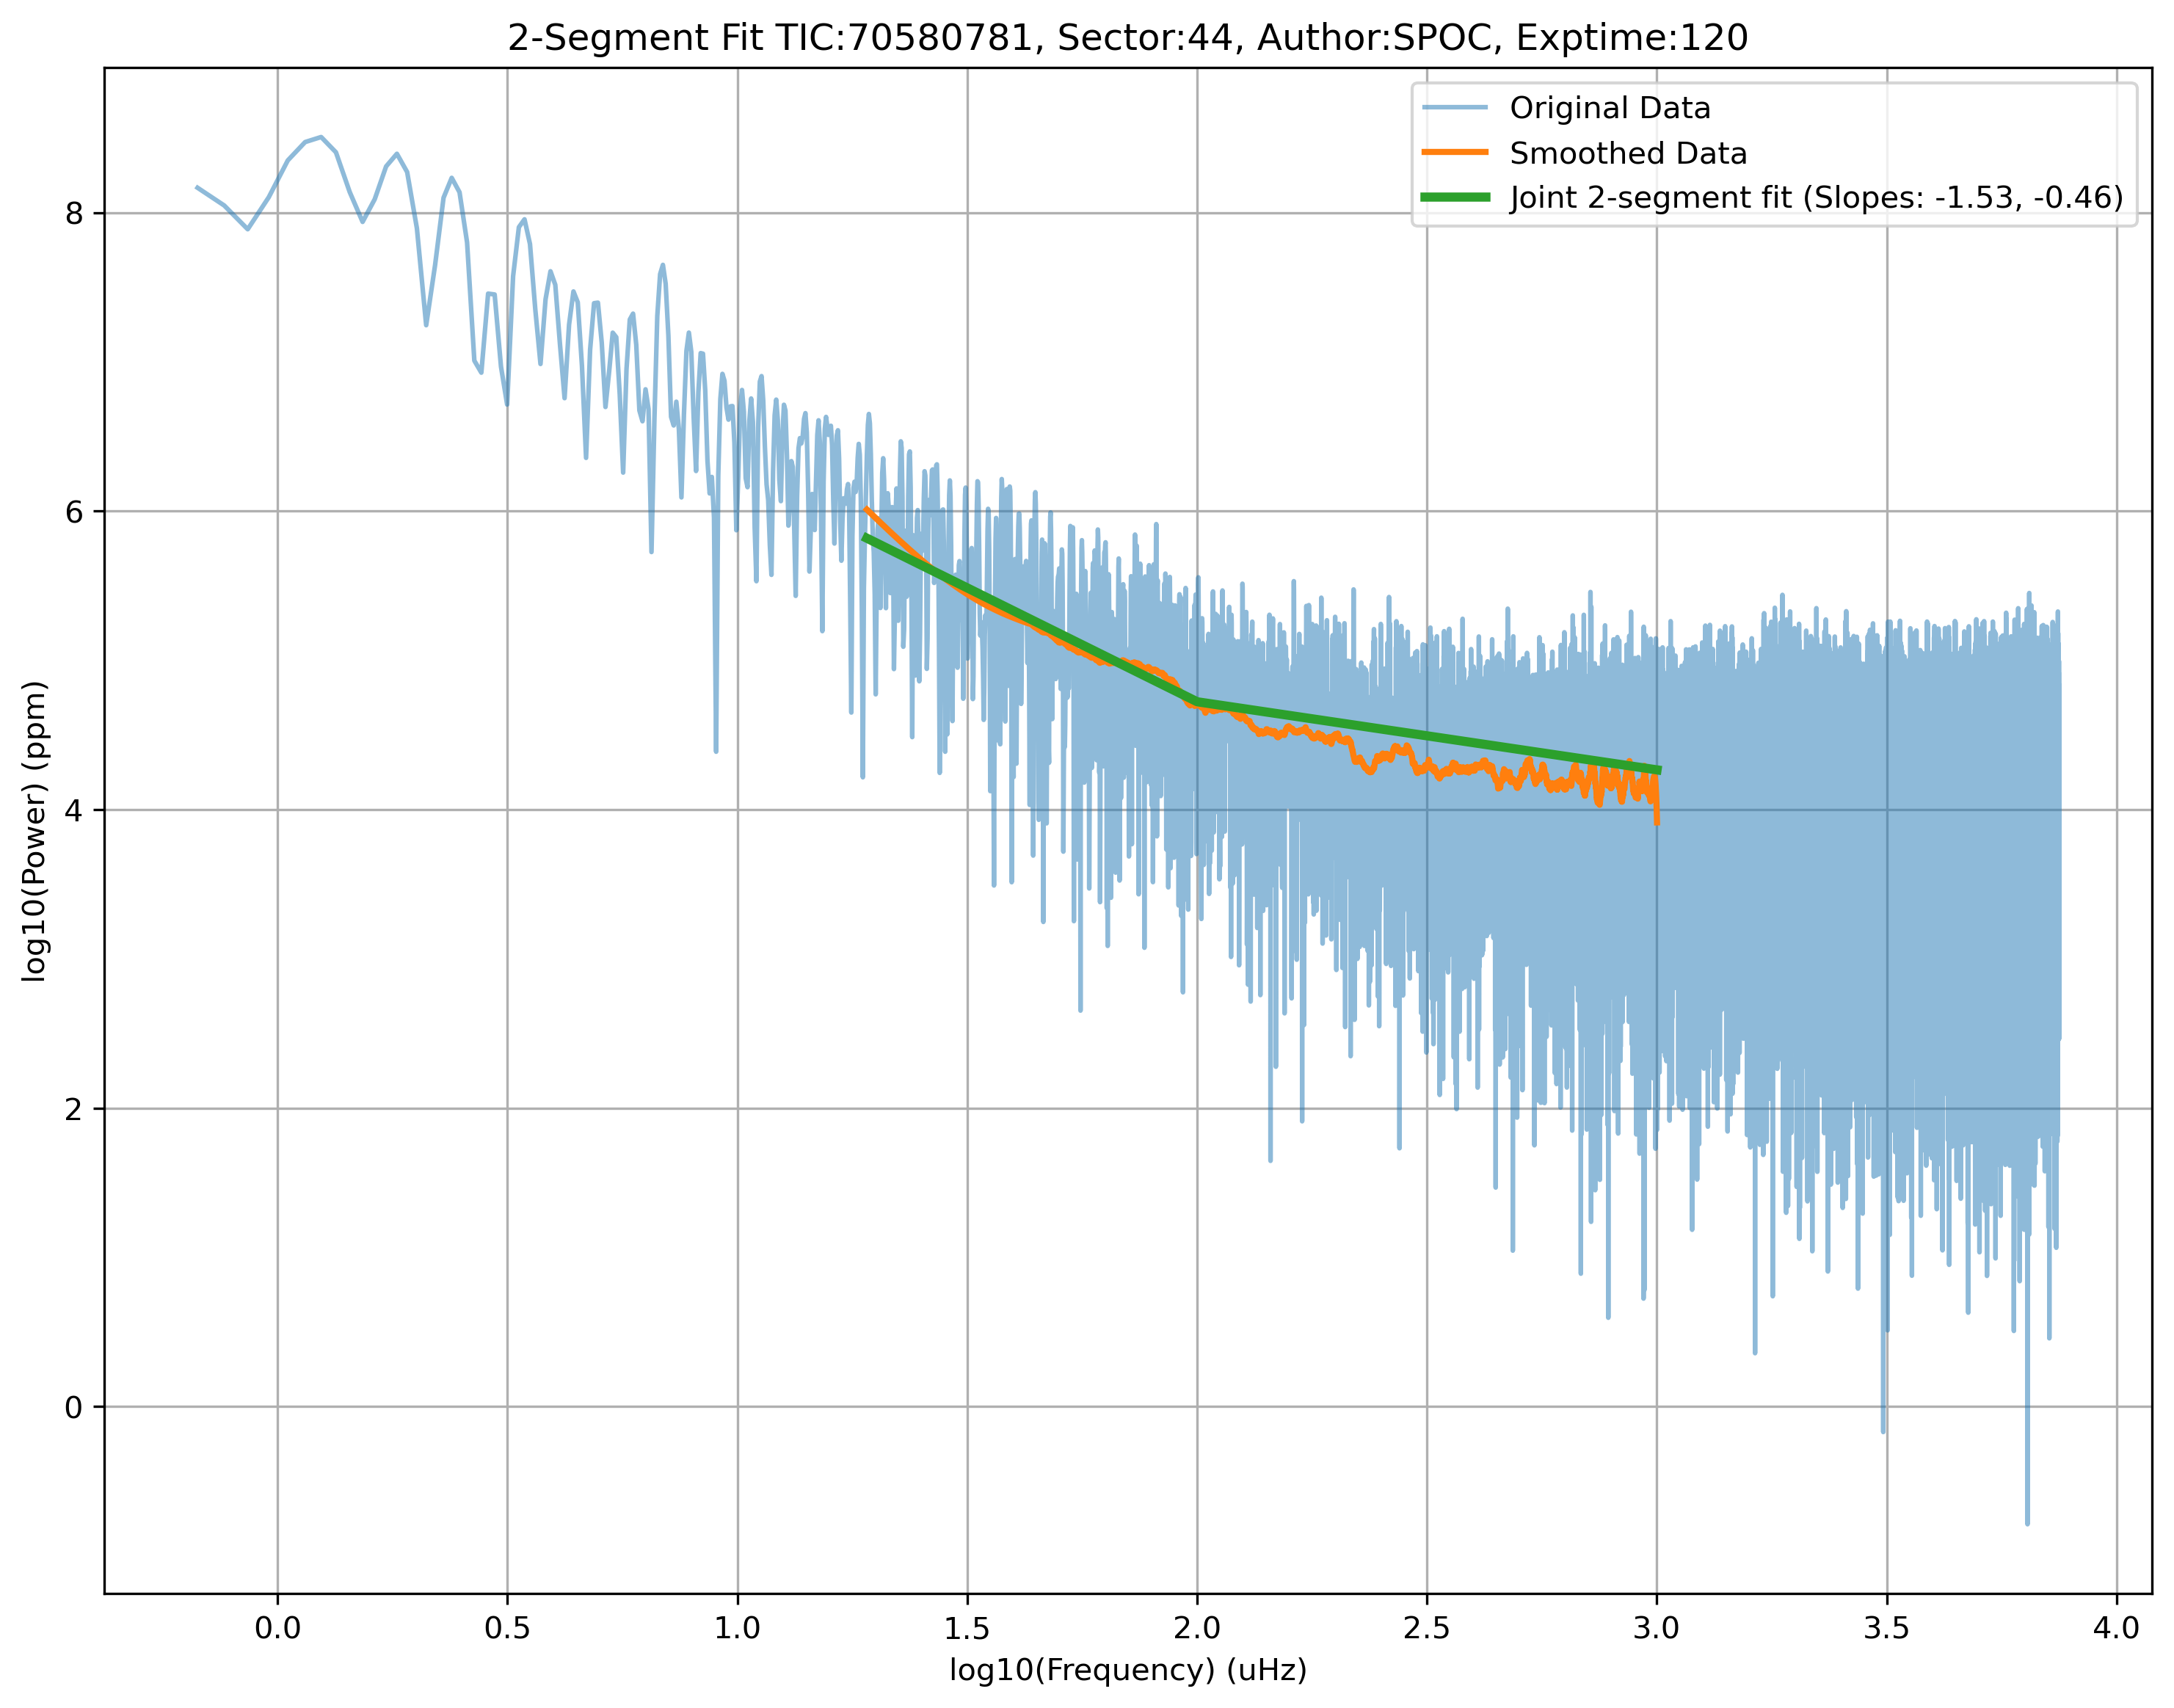 2-Segment Fit TIC:70580781, Sector:44, Author:SPOC, Exptime:120
Original Data
Smoothed Data
Joint 2-segment fit (Slopes: -1.53, -0.46)
log10(Power) (ppm)
8
6
4
2
0
0.0 0.5 1.0 1.5 2.0 2.5 3.0 3.5 4.0
log10(Frequency) (uHz)